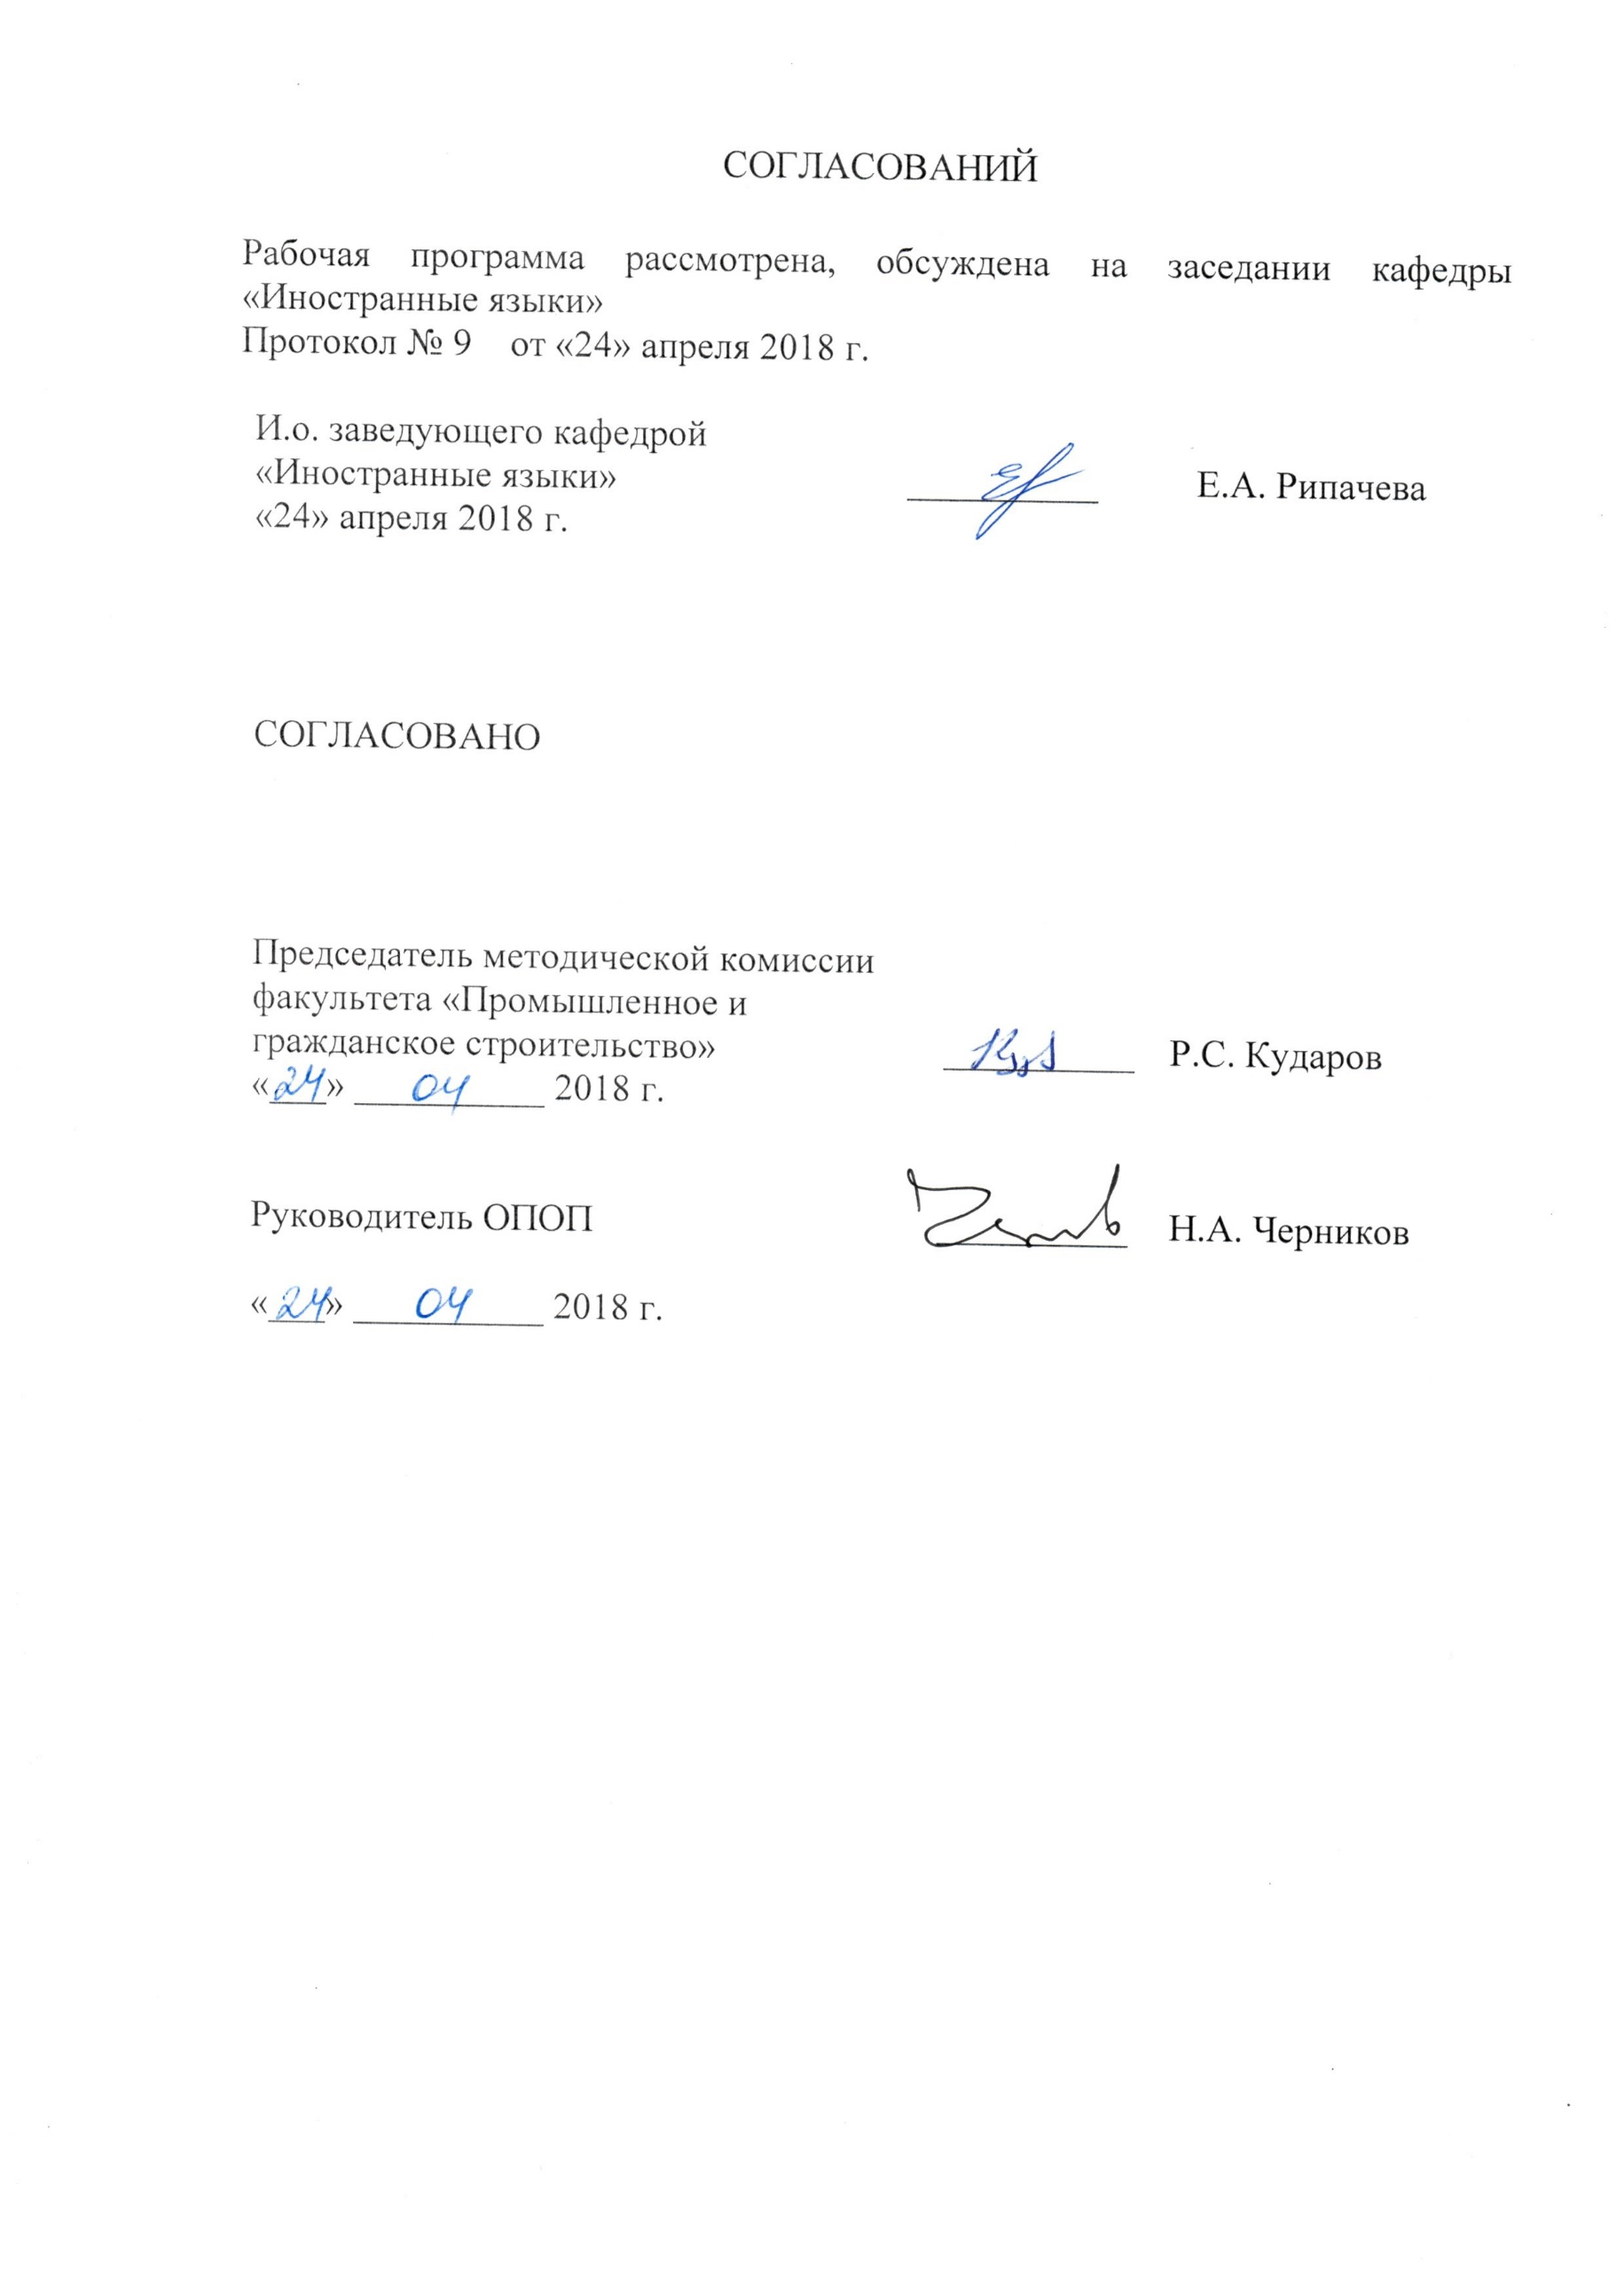 СОГЛАСОВАНИЙ
Рабочая программа рассмотрена, обсуждена на заседании кафедры
«Иностранные языки»
Протокол № 9 от «24» апреля 2018 г.
И.о. заведующего кафедрой
«Иностранные языки»
«24» апреля 2018 г.
Е.А. Рипачева
СОГЛАСОВАНО
Председатель методической комиссии
факультета «Промышленное и
гражданское строительство»
Р.С. Кударов
«24» 04 2018 г.
Руководитель ОПОП
Н.А. Черников
«24» 04 2018 г.